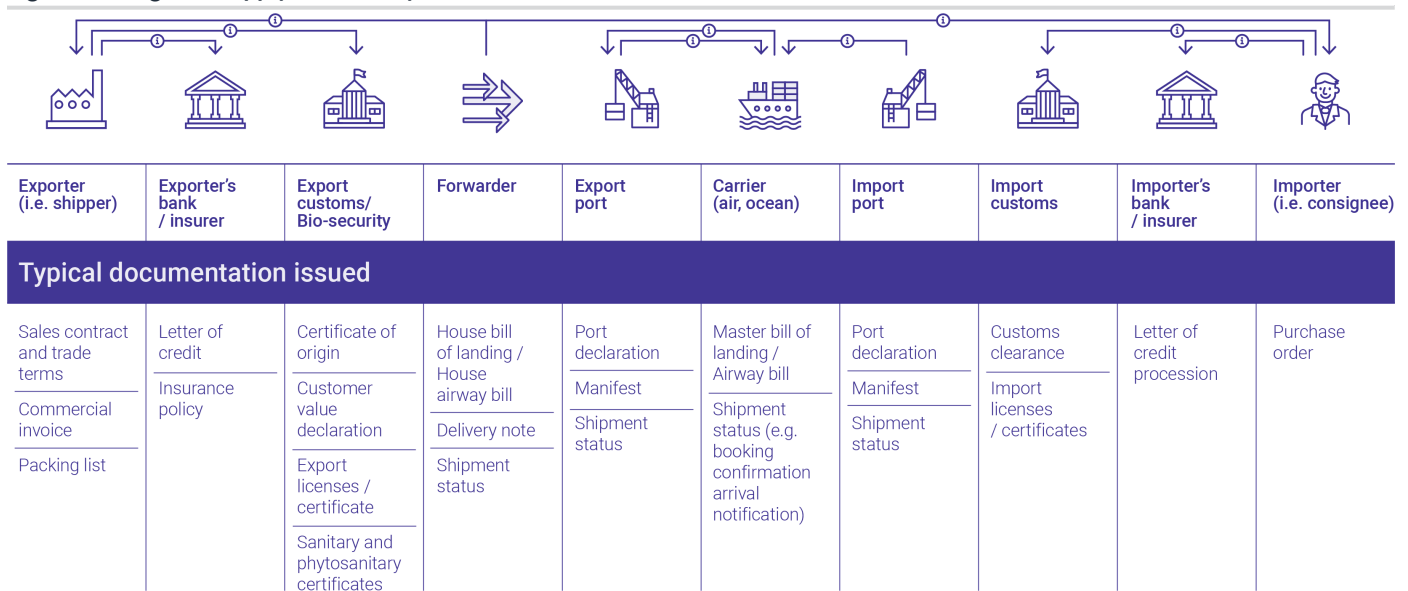 Exporter
(i.e. shipper)
Exporter's
bank
/ insurer
Export
customs/
Bio-security
Forwarder
Export
port
Carrier
(air, ocean)
Import
port
Import
customs
Importer's
bank
/ insurer
Importer
(i.e. consignee)
Typical documentation issued
Sales contract
and trade
terms
Commercial
invoice
Packing list
Letter of
credit
Insurance
policy
Certificate of
origin
Customer
value
declaration
Export
licenses /
certificate
Sanitary and
phytosanitary
certificates
House bill
of landing /
House
airway bill
Delivery note
Shipment
status
Port
declaration
Manifest
Shipment
status
Master bill of
landing /
Airway bill
Shipment
status (e.g.
booking
confirmation
arrival
notification)
Port
declaration
Manifest
Shipment
status
Customs
clearance
Import
licenses
/ certificates
Letter of
credit
procession
Purchase
order